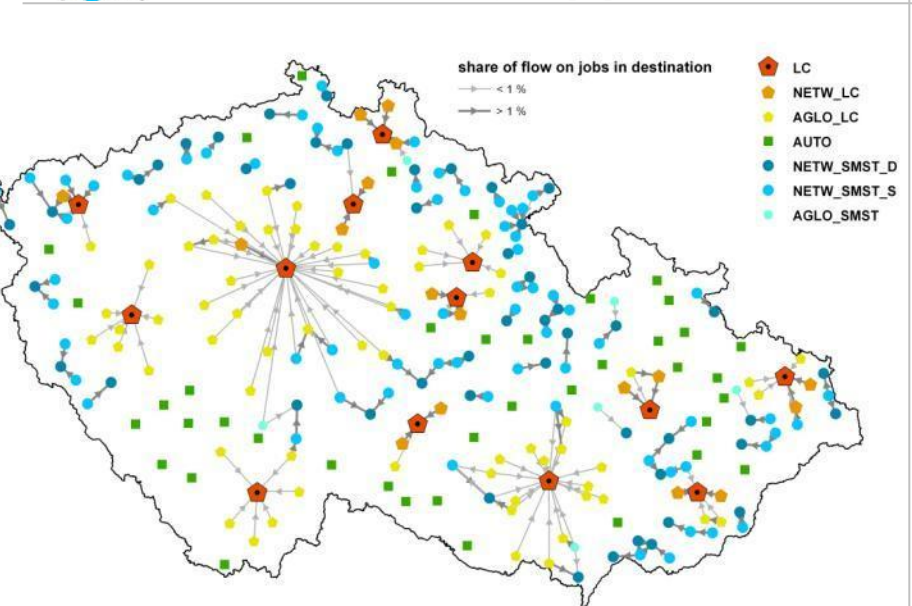 share of flow on jobs in destination
< 1 %
> 1 %
LC
NETW_LC
AGLO_LC
AUTO
NETW_SMST_D
NETW_SMST_S
AGLO_SMST